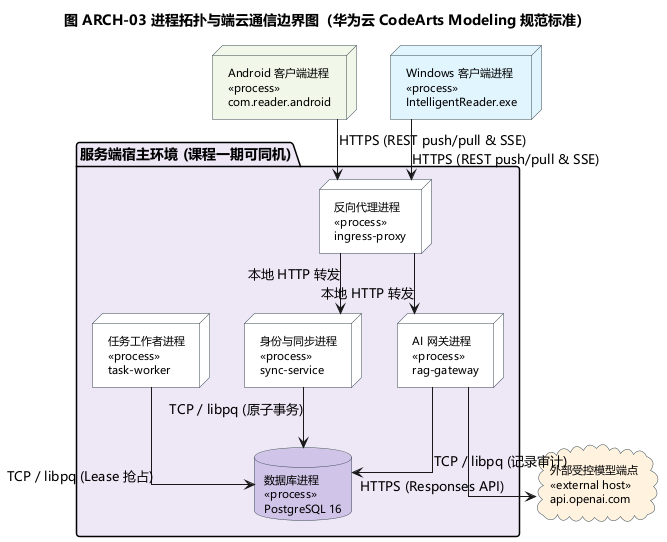 图 ARCH-03 进程拓扑与端云通信边界图（华为云 CodeArts Modeling 规范标准）
Android 客户端进程
«process»
com.reader.android
Windows 客户端进程
«process»
IntelligentReader.exe
HTTPS (REST push/pull & SSE)
HTTPS (REST push/pull & SSE)
服务端宿主环境 (课程一期可同机)
反向代理进程
«process»
ingress-proxy
本地 HTTP 转发
本地 HTTP 转发
任务工作者进程
«process»
task-worker
身份与同步进程
«process»
sync-service
AI 网关进程
«process»
rag-gateway
TCP / libpq (原子事务)
TCP / libpq (Lease 抢占)
TCP / libpq (记录审计)
HTTPS (Responses API)
数据库进程
«process»
PostgreSQL 16
外部受控模型端点
«external host»
api.openai.com